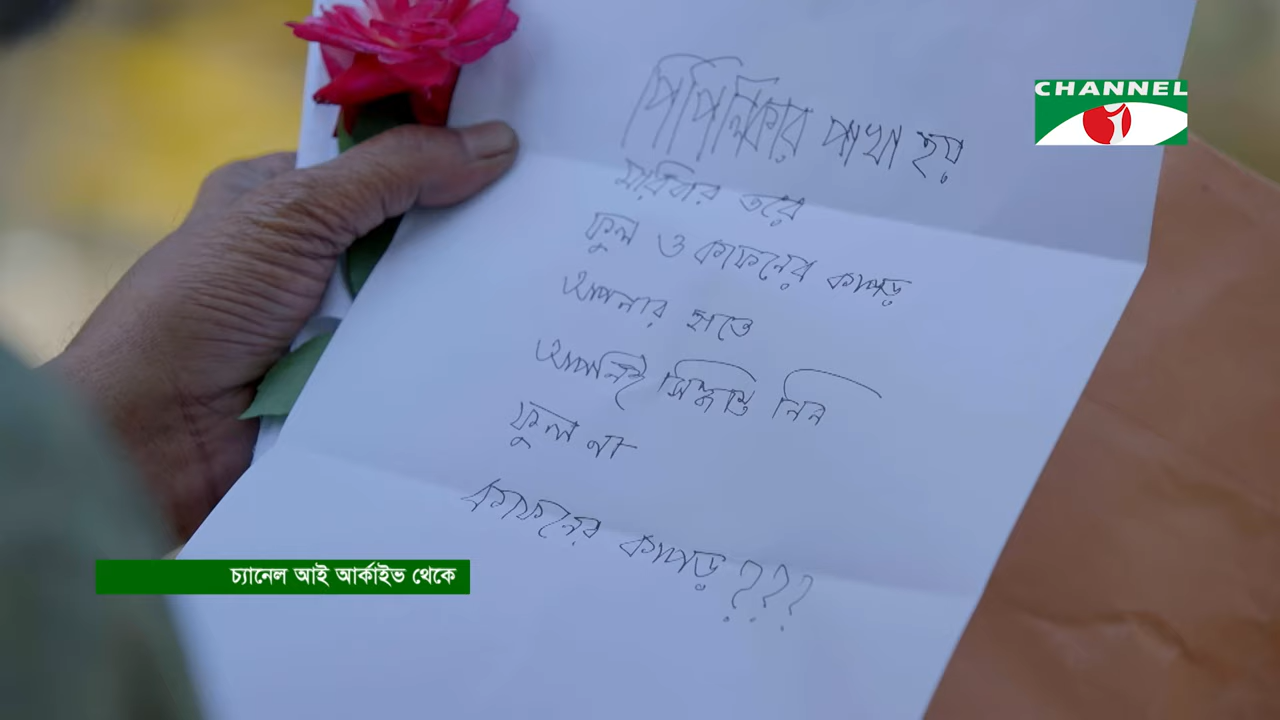 CHANNEL
পিপিলিকার পাখা হয়
মরিবার তরে
ফুল ও কাফনের কাপড়
আপনার হাতে
আপনিই সিদ্ধান্ত নিন
ফুল না
কাফনের কাপড় ???
চ্যানেল আই আর্কাইভ থেকে